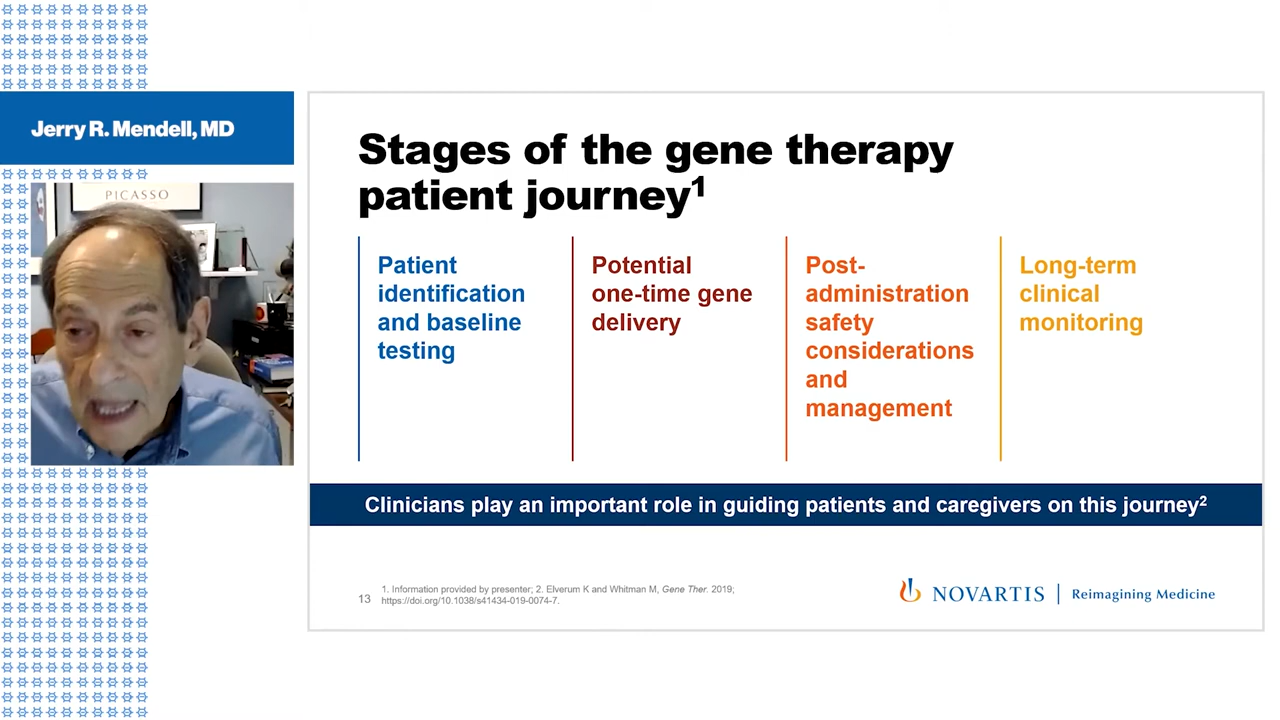 Jerry R. Mendell, MD
PICASSO
Stages of the gene therapy
patient journey1
Patient
identification
and baseline
testing
Potential
one-time gene
delivery
Post-
administration
safety
considerations
and
management
Long-term
clinical
monitoring
Clinicians play an important role in guiding patients and caregivers on this journey2
13
1. Information provided by presenter; 2. Elverum K and Whitman M, Gene Ther. 2019;
https://doi.org/10.1038/s41434-019-0074-7.
NOVARTIS | Reimagining Medicine